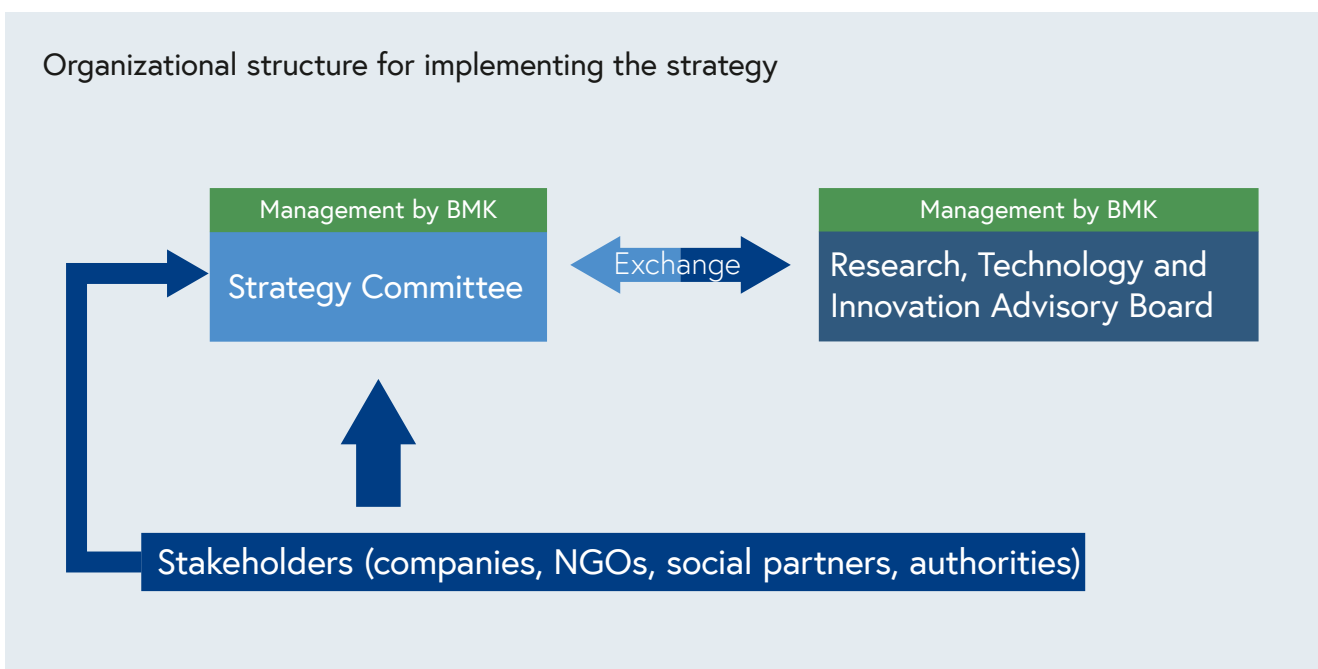 Organizational structure for implementing the strategy
Management by BMK
Strategy Committee
Exchange
Management by BMK
Research, Technology and
Innovation Advisory Board
Stakeholders (companies, NGOs, social partners, authorities)